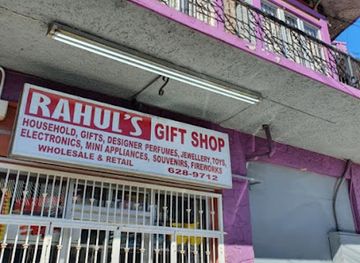 RAHUL'S GIFT SHOP
HOUSEHOLD, GIFTS, DESIGNER PERFUMES, JEWELLERY, TOYS,
ELECTRONICS, MINI APPLIANCES, SOUVENIRS, FIREWORKS
WHOLESALE & RETAIL
628-9712